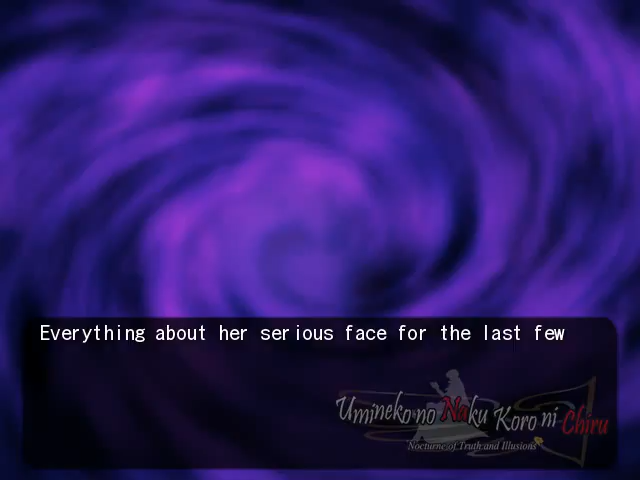 Everything about her serious face for the last few
Umineko no Naku Koro ni Chiru
Nocturne of Truth and Illusions